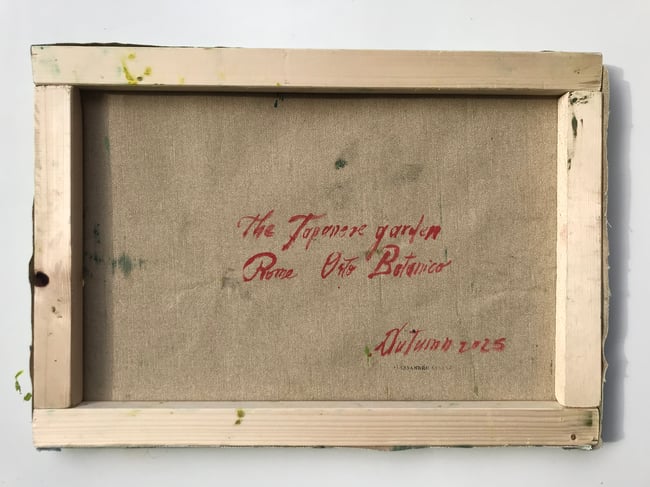 the Japanese garden
Rome Orto Botanico
Autumn 2025